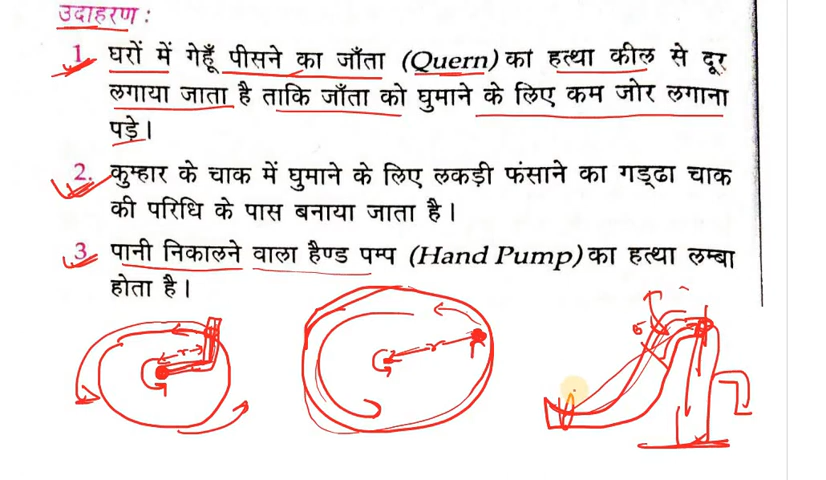 उदाहरण :
1. घरों में गेहूँ पीसने का जाँता (Quern) का हत्था कील से दूर
लगाया जाता है ताकि जाँता को घुमाने के लिए कम जोर लगाना
पड़े।
2. कुम्हार के चाक में घुमाने के लिए लकड़ी फंसाने का गड्ढा चाक
की परिधि के पास बनाया जाता है।
3. पानी निकालने वाला हैण्ड पम्प (Hand Pump) का हत्था लम्बा
होता है।
r
r